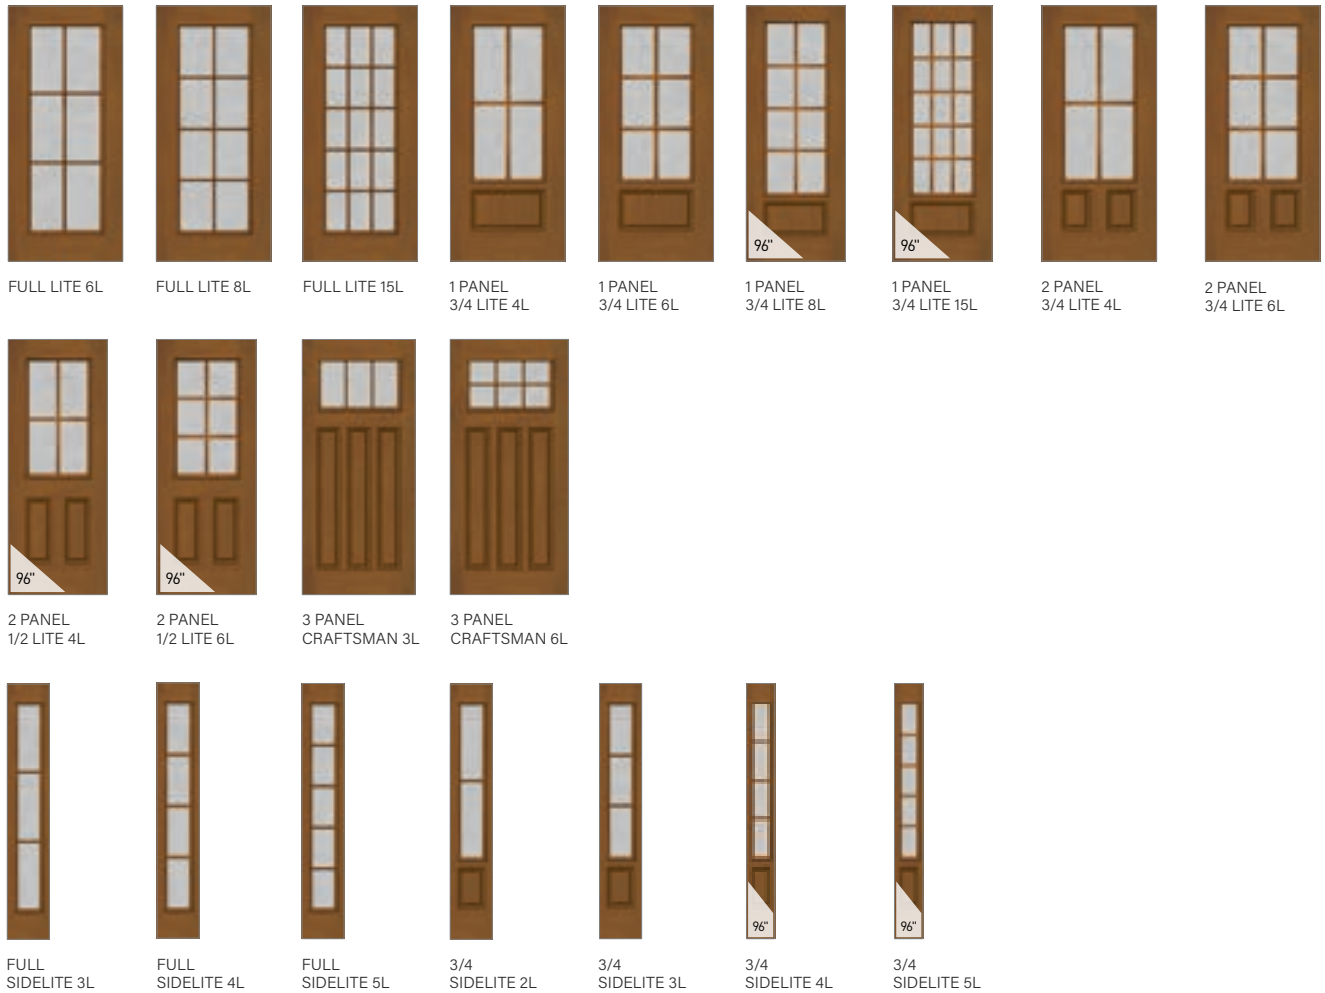 96"
96"
FULL LITE 6L
FULL LITE 8L
FULL LITE 15L
1 PANEL
3/4 LITE 4L
1 PANEL
3/4 LITE 6L
1 PANEL
3/4 LITE 8L
1 PANEL
3/4 LITE 15L
2 PANEL
3/4 LITE 4L
2 PANEL
3/4 LITE 6L
96"
96"
2 PANEL
1/2 LITE 4L
2 PANEL
1/2 LITE 6L
3 PANEL
CRAFTSMAN 3L
3 PANEL
CRAFTSMAN 6L
96"
96"
FULL
SIDELITE 3L
FULL
SIDELITE 4L
FULL
SIDELITE 5L
3/4
SIDELITE 2L
3/4
SIDELITE 3L
3/4
SIDELITE 4L
3/4
SIDELITE 5L